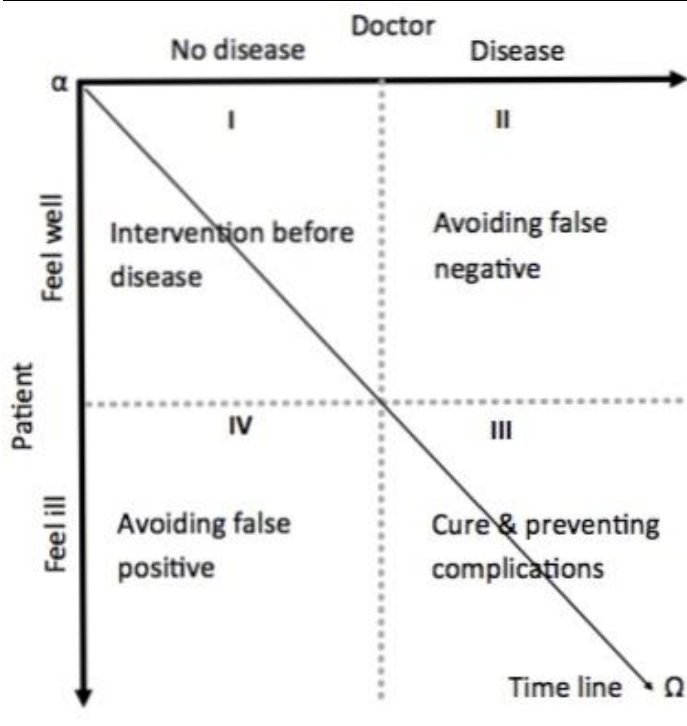 Doctor
No disease
Disease
α
I
II
Feel well
Intervention before
disease
Avoiding false
negative
Patient
IV
III
Feel ill
Avoiding false
positive
Cure & preventing
complications
Time line
Ω